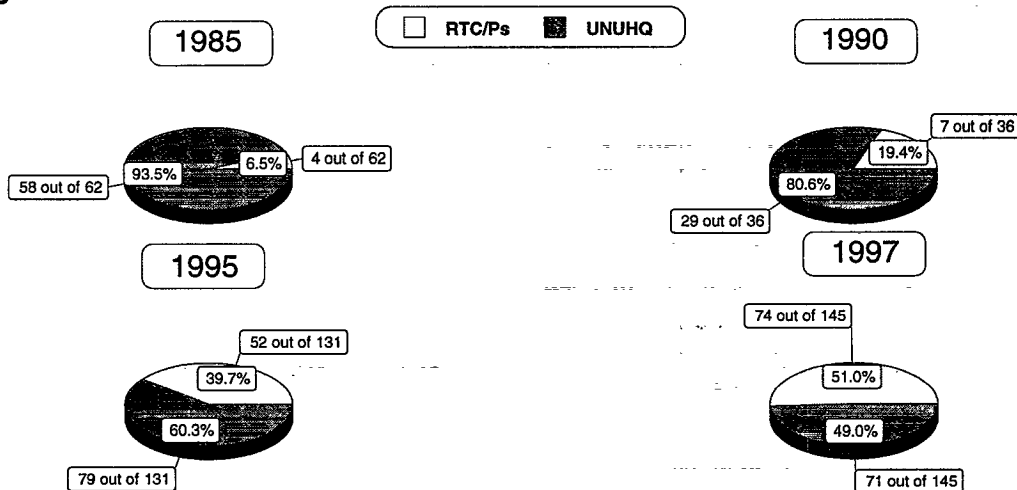 RTC/Ps UNUHQ
1985
93.5%
6.5%
4 out of 62
58 out of 62
1990
7 out of 36
19.4%
80.6%
29 out of 36
1995
52 out of 131
39.7%
60.3%
79 out of 131
1997
74 out of 145
51.0%
49.0%
71 out of 145